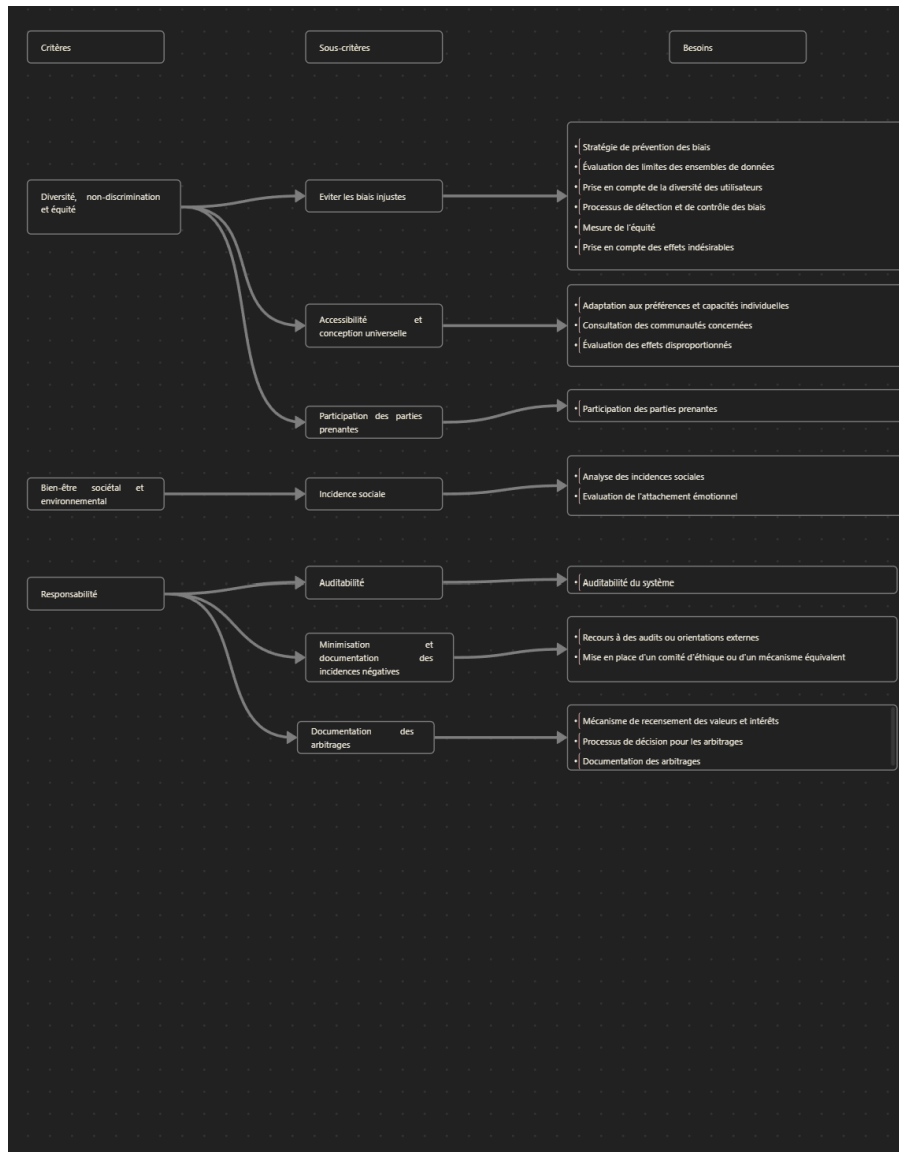 Critères
Sous-critères
Besoins
Diversité, non-discrimination
et équité
Eviter les biais injustes
• Stratégie de prévention des biais
• Évaluation des limites des ensembles de données
• Prise en compte de la diversité des utilisateurs
• Processus de détection et de contrôle des biais
• Mesure de l'équité
• Prise en compte des effets indésirables
Accessibilité et
conception universelle
• Adaptation aux préférences et capacités individuelles
• Consultation des communautés concernées
• Évaluation des effets disproportionnés
Participation des parties
prenantes
• Participation des parties prenantes
Bien-être sociétal et
environnemental
Incidence sociale
• Analyse des incidences sociales
• Evaluation de l'attachement émotionnel
Responsabilité
Auditabilité
• Auditabilité du système
Minimisation et
documentation des
incidences négatives
• Recours à des audits ou orientations externes
• Mise en place d'un comité d'éthique ou d'un mécanisme équivalent
Documentation des
arbitrages
• Mécanisme de recensement des valeurs et intérêts
• Processus de décision pour les arbitrages
• Documentation des arbitrages